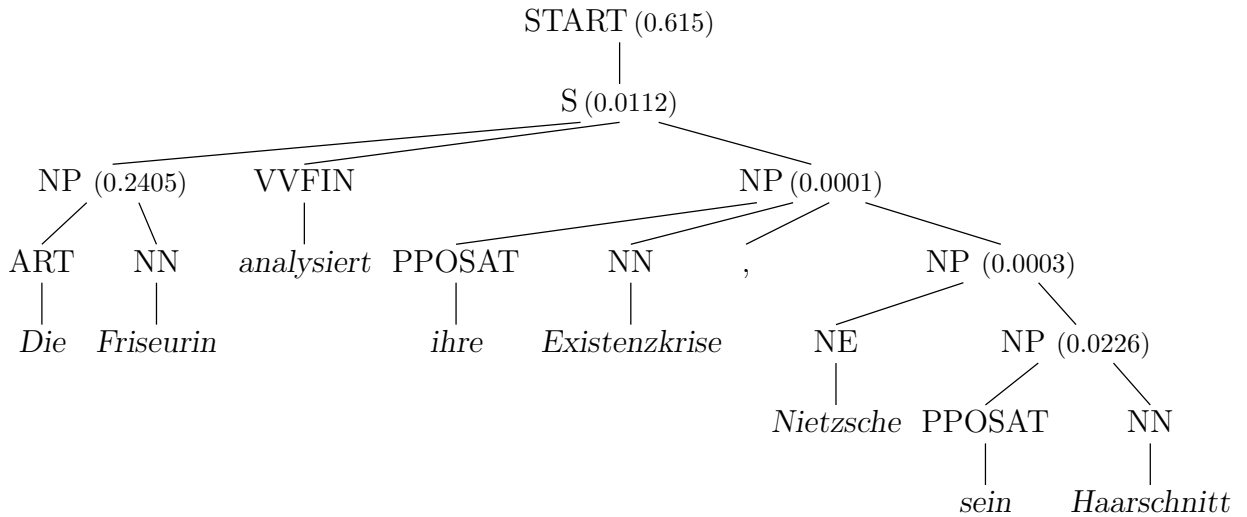 START (0.615)
S (0.0112)
NP (0.2405) VVFIN NP (0.0001)
ART NN analysiert PPOSAT NN , NP (0.0003)
Die Friseurin ihre Existenzkrise NE NP (0.0226)
Nietzsche PPOSAT NN
sein Haarschnitt